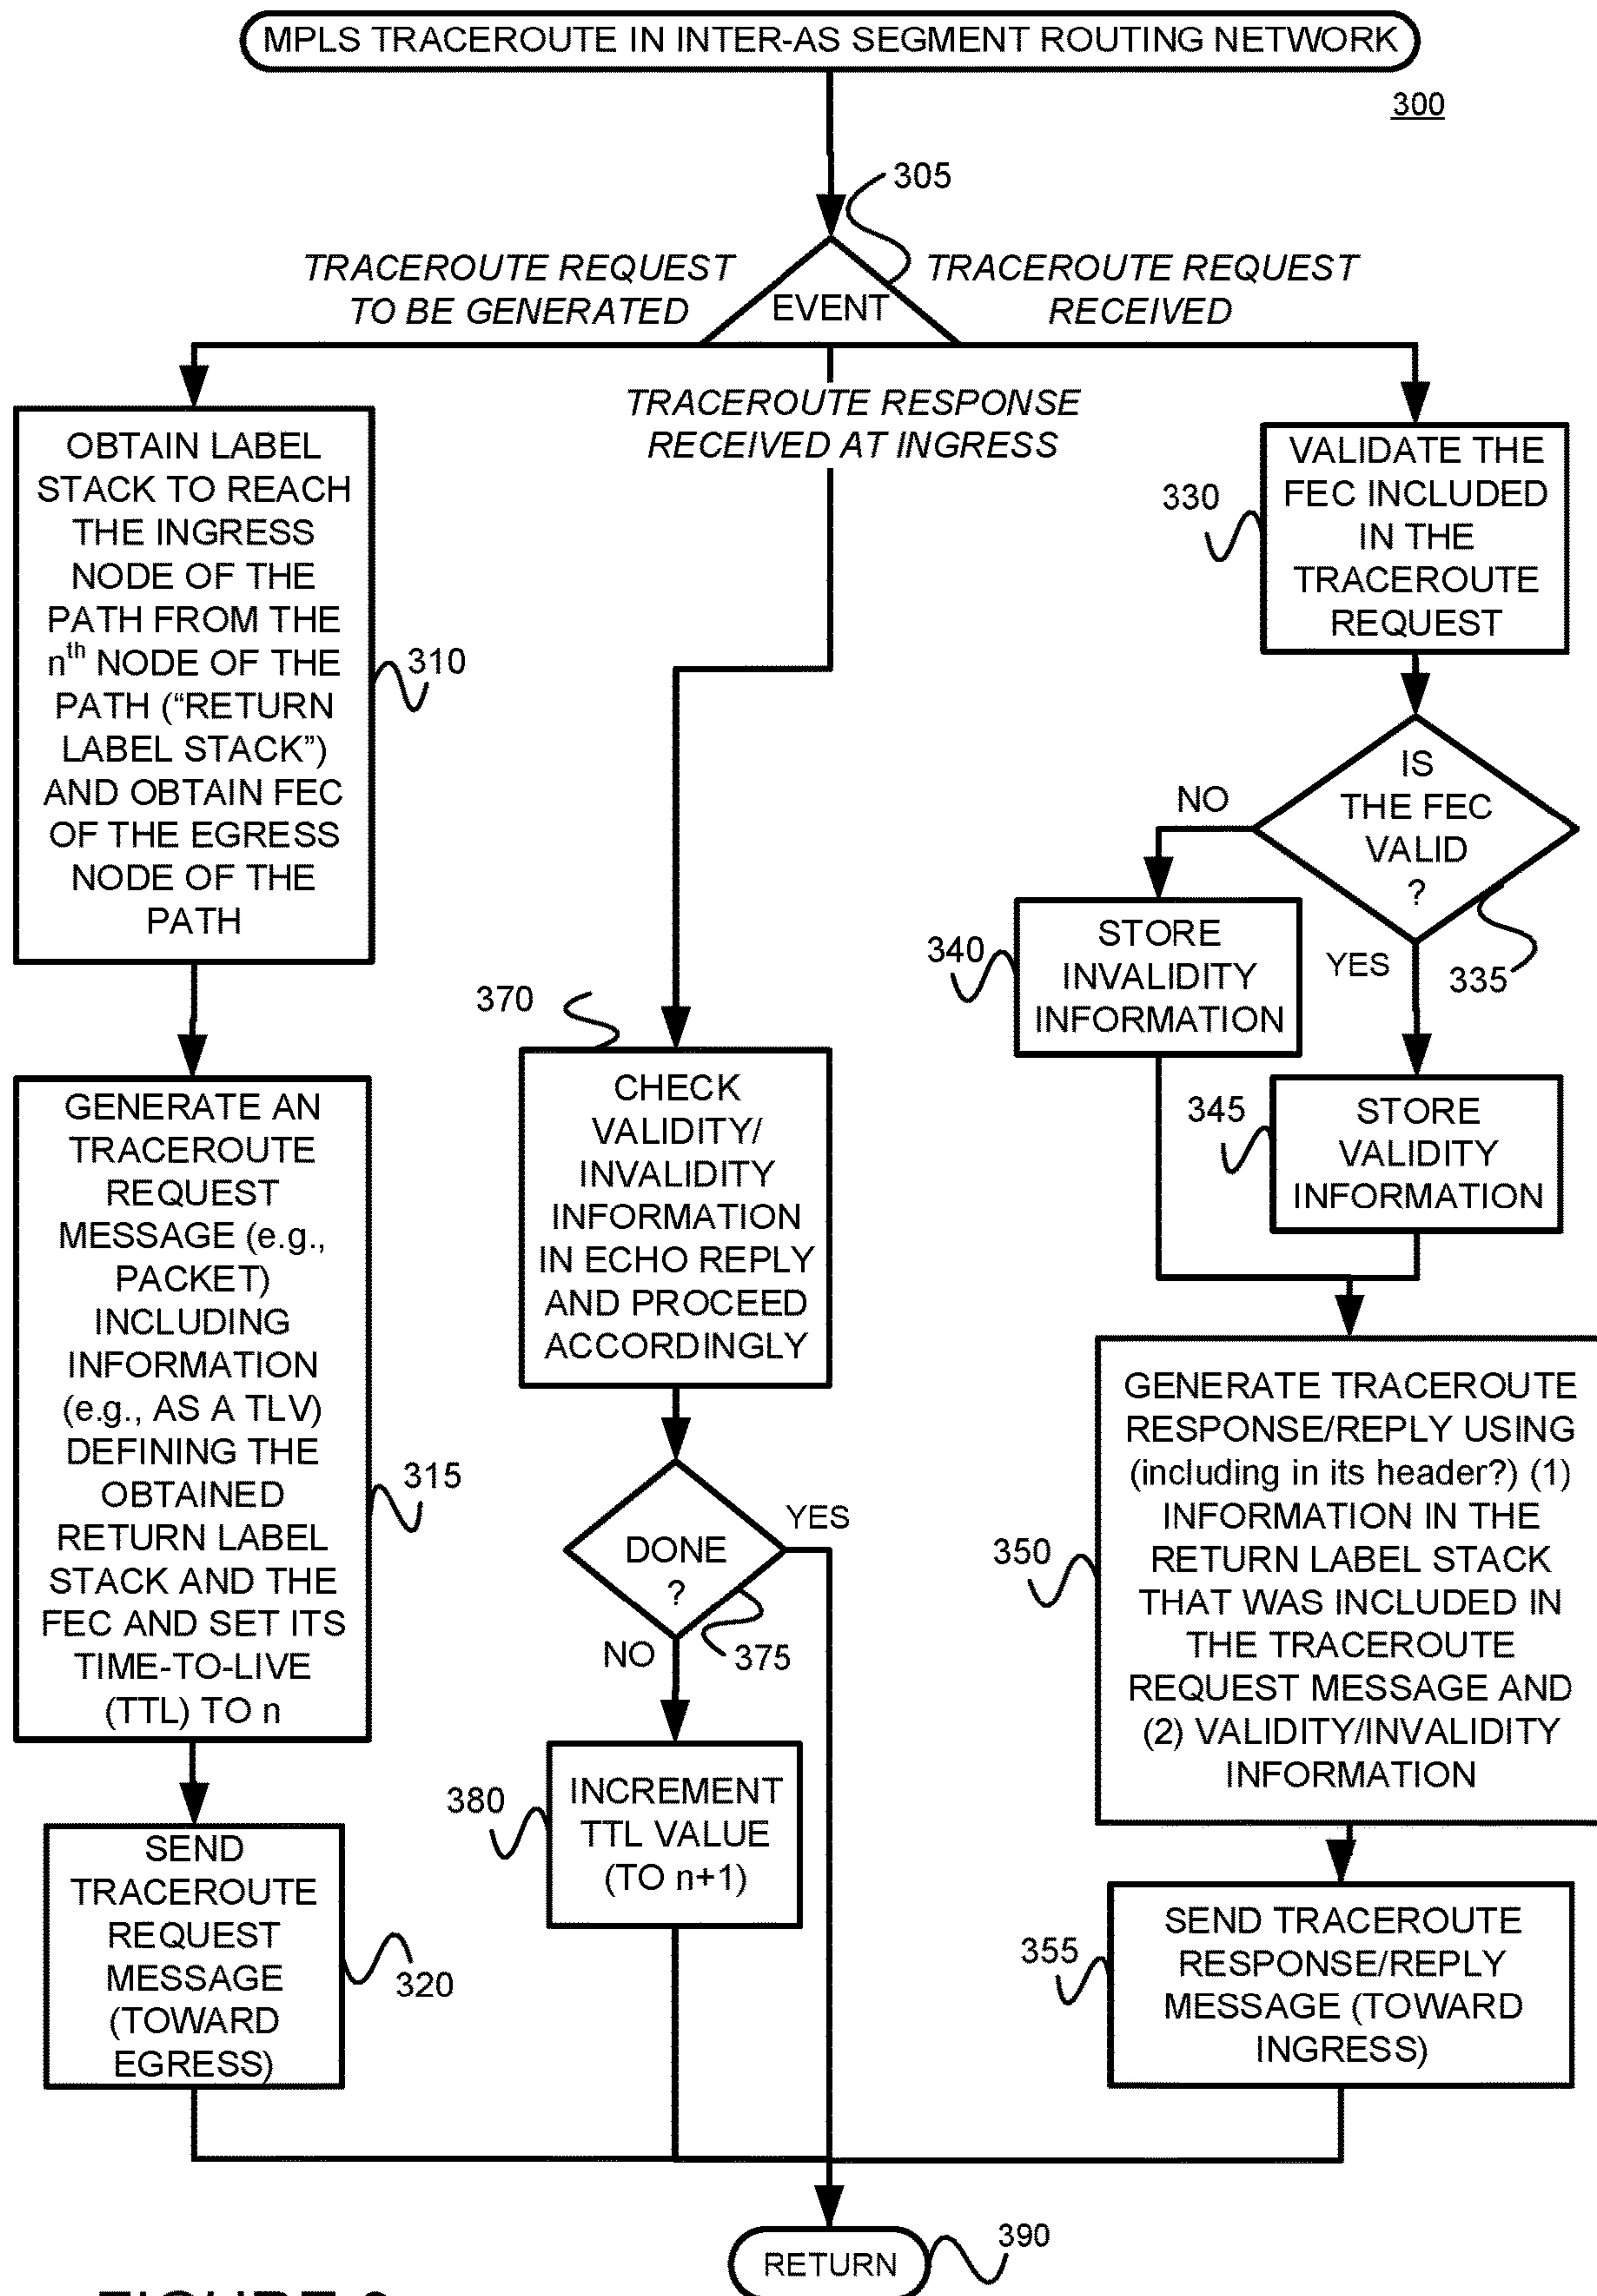 MPLS TRACEROUTE IN INTER-AS SEGMENT ROUTING NETWORK
300
305
TRACEROUTE REQUEST
TO BE GENERATED
EVENT
TRACEROUTE REQUEST
RECEIVED
TRACEROUTE RESPONSE
RECEIVED AT INGRESS
OBTAIN LABEL
STACK TO REACH
THE INGRESS
NODE OF THE
PATH FROM THE
nth NODE OF THE
PATH (“RETURN
LABEL STACK”)
AND OBTAIN FEC
OF THE EGRESS
NODE OF THE
PATH
310
GENERATE AN
TRACEROUTE
REQUEST
MESSAGE (e.g.,
PACKET)
INCLUDING
INFORMATION
(e.g., AS A TLV)
DEFINING THE
OBTAINED
RETURN LABEL
STACK AND THE
FEC AND SET ITS
TIME-TO-LIVE
(TTL) TO n
315
SEND
TRACEROUTE
REQUEST
MESSAGE
(TOWARD
EGRESS)
320
370
CHECK
VALIDITY/
INVALIDITY
INFORMATION
IN ECHO REPLY
AND PROCEED
ACCORDINGLY
DONE
?
YES
NO
375
380
INCREMENT
TTL VALUE
(TO n+1)
330
VALIDATE THE
FEC INCLUDED
IN THE
TRACEROUTE
REQUEST
IS
THE FEC
VALID
?
NO
YES
335
340
STORE
INVALIDITY
INFORMATION
345
STORE
VALIDITY
INFORMATION
350
GENERATE TRACEROUTE
RESPONSE/REPLY USING
(including in its header?) (1)
INFORMATION IN THE
RETURN LABEL STACK
THAT WAS INCLUDED IN
THE TRACEROUTE
REQUEST MESSAGE AND
(2) VALIDITY/INVALIDITY
INFORMATION
355
SEND TRACEROUTE
RESPONSE/REPLY
MESSAGE (TOWARD
INGRESS)
RETURN
390
FIGURE